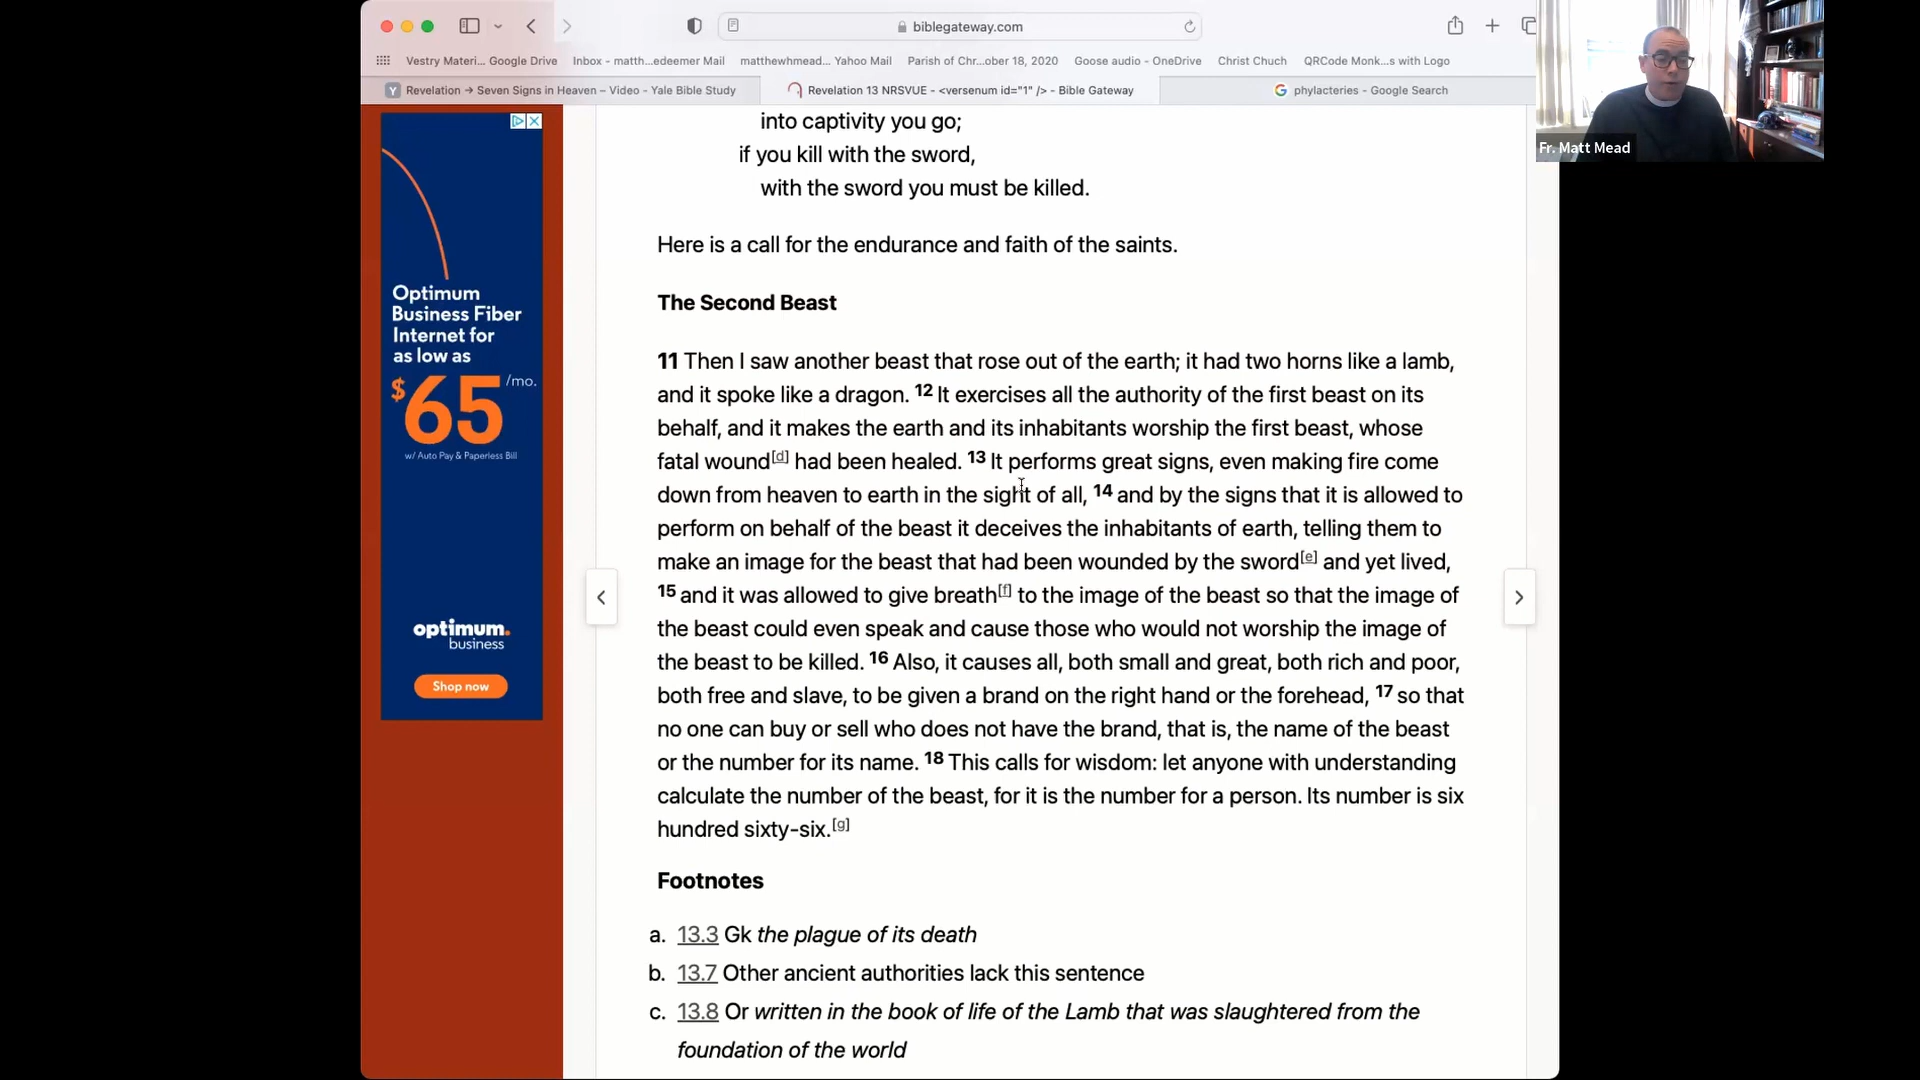 biblegateway.com
Vestry Materi... Google Drive
Inbox - matth...edeemer Mail
matthewhmead... Yahoo Mail
Parish of Chr...ober 18, 2020
Goose audio - OneDrive
Christ Chuch
QRCode Monk...s with Logo
Y Revelation → Seven Signs in Heaven – Video - Yale Bible Study
Revelation 13 NRSVUE - <versenum id="1" /> - Bible Gateway
phylacteries - Google Search
Fr. Matt Mead
Optimum
Business Fiber
Internet for
as low as
$65/mo.
w/ Auto Pay & Paperless Bill
optimum.
business
Shop now
into captivity you go;
if you kill with the sword,
with the sword you must be killed.
Here is a call for the endurance and faith of the saints.
The Second Beast
11 Then I saw another beast that rose out of the earth; it had two horns like a lamb,
and it spoke like a dragon. 12 It exercises all the authority of the first beast on its
behalf, and it makes the earth and its inhabitants worship the first beast, whose
fatal wound[d] had been healed. 13 It performs great signs, even making fire come
down from heaven to earth in the sight of all, 14 and by the signs that it is allowed to
perform on behalf of the beast it deceives the inhabitants of earth, telling them to
make an image for the beast that had been wounded by the sword[e] and yet lived,
15 and it was allowed to give breath[f] to the image of the beast so that the image of
the beast could even speak and cause those who would not worship the image of
the beast to be killed. 16 Also, it causes all, both small and great, both rich and poor,
both free and slave, to be given a brand on the right hand or the forehead, 17 so that
no one can buy or sell who does not have the brand, that is, the name of the beast
or the number for its name. 18 This calls for wisdom: let anyone with understanding
calculate the number of the beast, for it is the number for a person. Its number is six
hundred sixty-six.[g]
Footnotes
a. 13.3 Gk the plague of its death
b. 13.7 Other ancient authorities lack this sentence
c. 13.8 Or written in the book of life of the Lamb that was slaughtered from the
foundation of the world